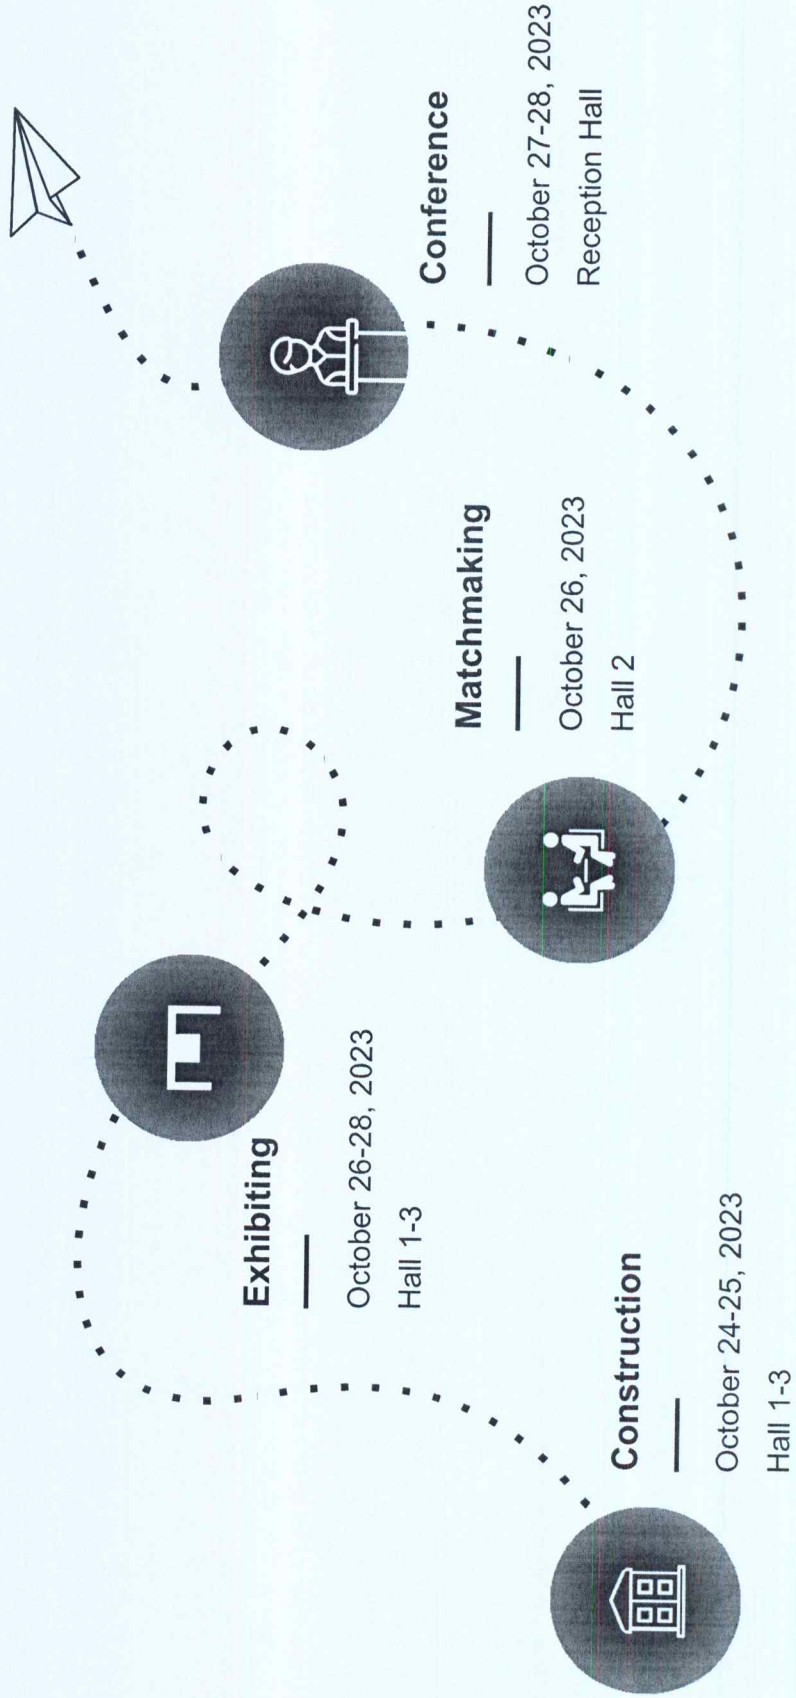 Construction
October 24-25, 2023
Hall 1-3
Exhibiting
October 26-28, 2023
Hall 1-3
Matchmaking
October 26, 2023
Hall 2
Conference
October 27-28, 2023
Reception Hall